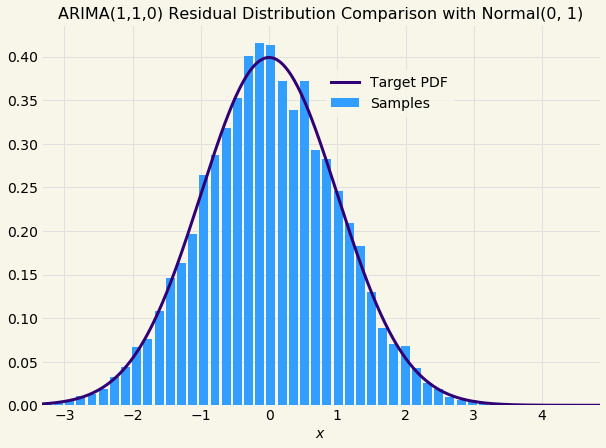 ARIMA(1,1,0) Residual Distribution Comparison with Normal(0, 1)
0.40
0.35
0.30
0.25
0.20
0.15
0.10
0.05
0.00
Target PDF
Samples
−3 −2 −1 0 1 2 3 4
x